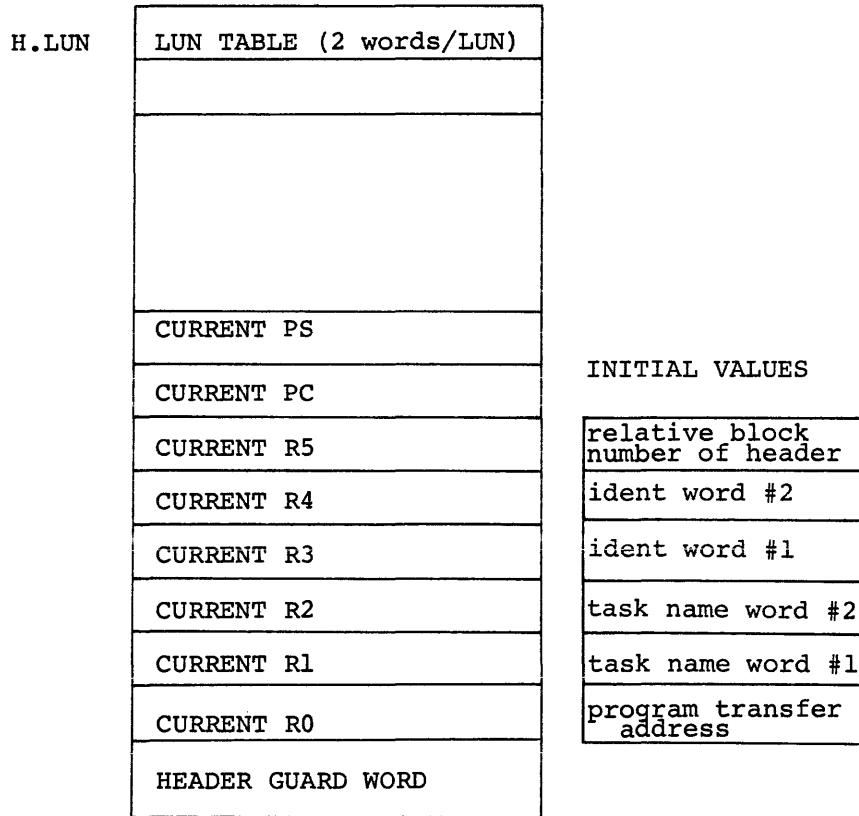 H.LUN
LUN TABLE (2 words/LUN)
CURRENT PS
CURRENT PC
CURRENT R5
CURRENT R4
CURRENT R3
CURRENT R2
CURRENT R1
CURRENT R0
HEADER GUARD WORD
INITIAL VALUES
relative block
number of header
ident word #2
ident word #1
task name word #2
task name word #1
program transfer
address